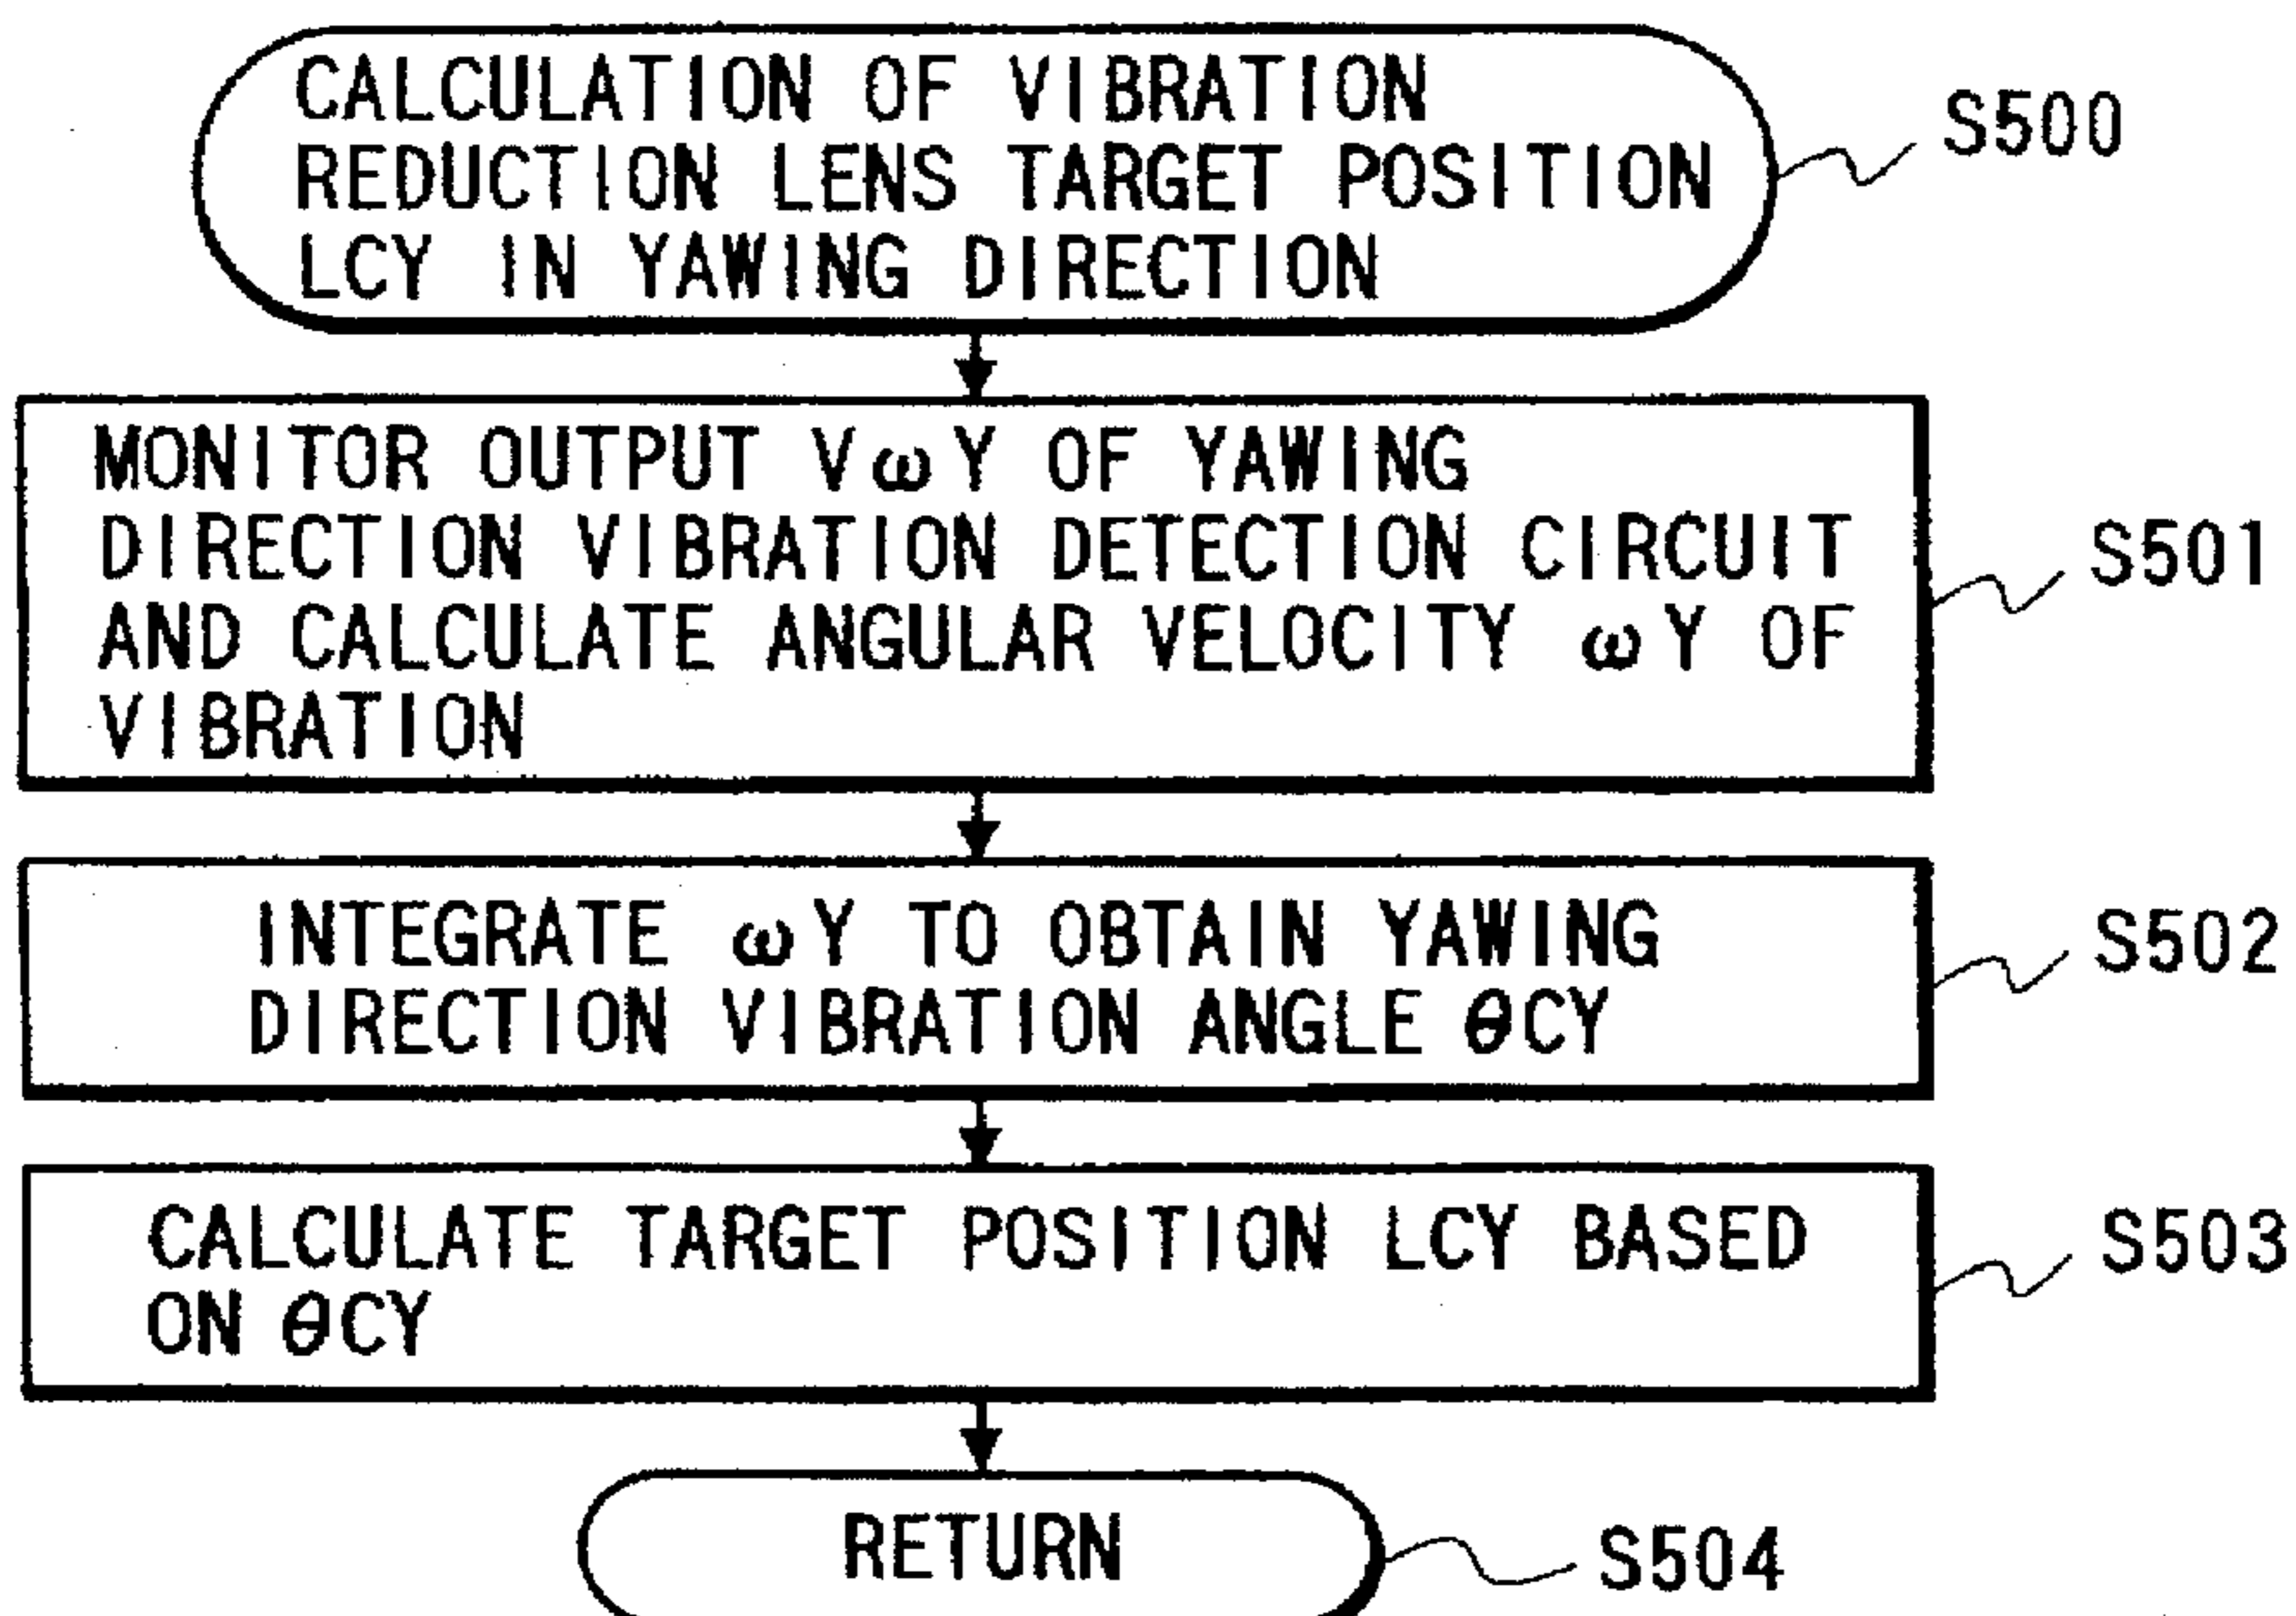 CALCULATION OF VIBRATION
REDUCTION LENS TARGET POSITION
LCY IN YAWING DIRECTION
S500
MONITOR OUTPUT VωY OF YAWING
DIRECTION VIBRATION DETECTION CIRCUIT
AND CALCULATE ANGULAR VELOCITY ωY OF
VIBRATION
S501
INTEGRATE ωY TO OBTAIN YAWING
DIRECTION VIBRATION ANGLE θCY
S502
CALCULATE TARGET POSITION LCY BASED
ON θCY
S503
RETURN
S504